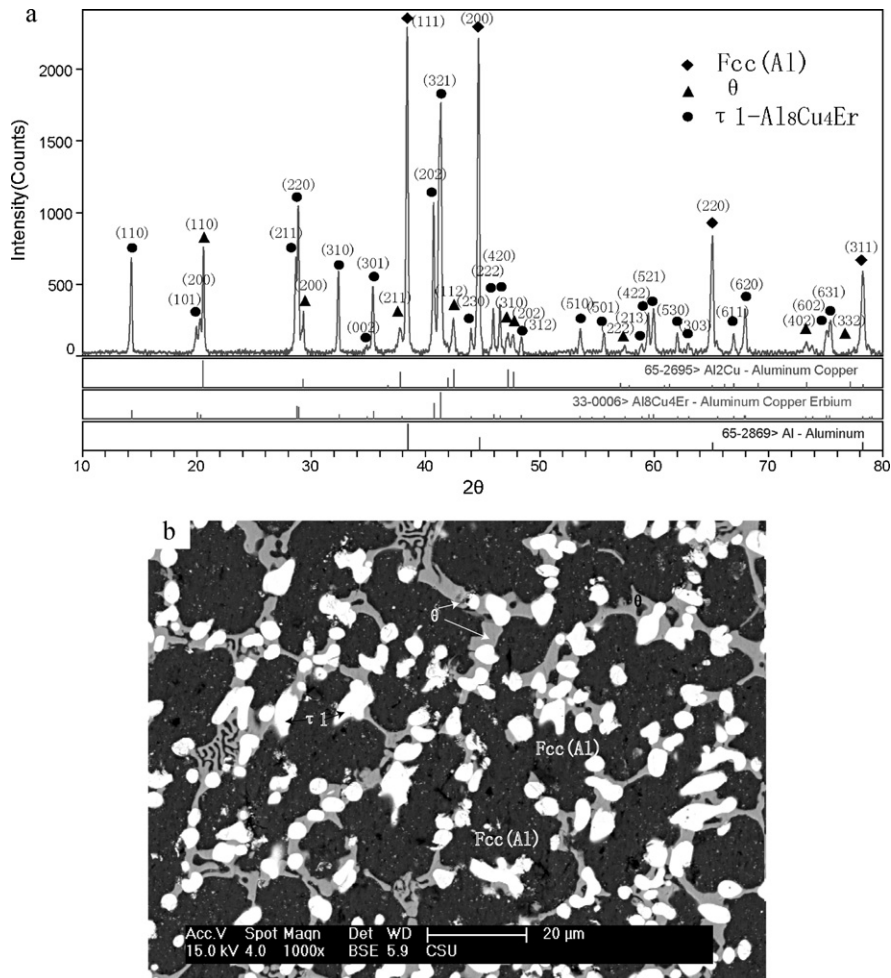 a
(111)
(200)
Fcc(Al)
θ
τ 1-Al8Cu4Er
(321)
(202)
(220)
(110)
(211)
(110)
(200)
(101)
(200)
(310)
(301)
(002)
(211)
(112)
(230)
(222)
(420)
(310)
(202)
(312)
(510)
(501)
(222)
(213)
(422)
(521)
(530)
(303)
(611)
(620)
(220)
(402)
(602)
(631)
(332)
(311)
Intensity(Counts)
2000
1500
1000
500
0
65-2695> Al2Cu - Aluminum Copper
33-0006> Al8Cu4Er - Aluminum Copper Erbium
65-2869> Al - Aluminum
10 20 30 40 50 60 70 80
2θ
b
θ
θ
τ 1
Fcc(Al)
Fcc(Al)
Acc.V Spot Magn Det WD 20 µm
15.0 kV 4.0 1000x BSE 5.9 CSU